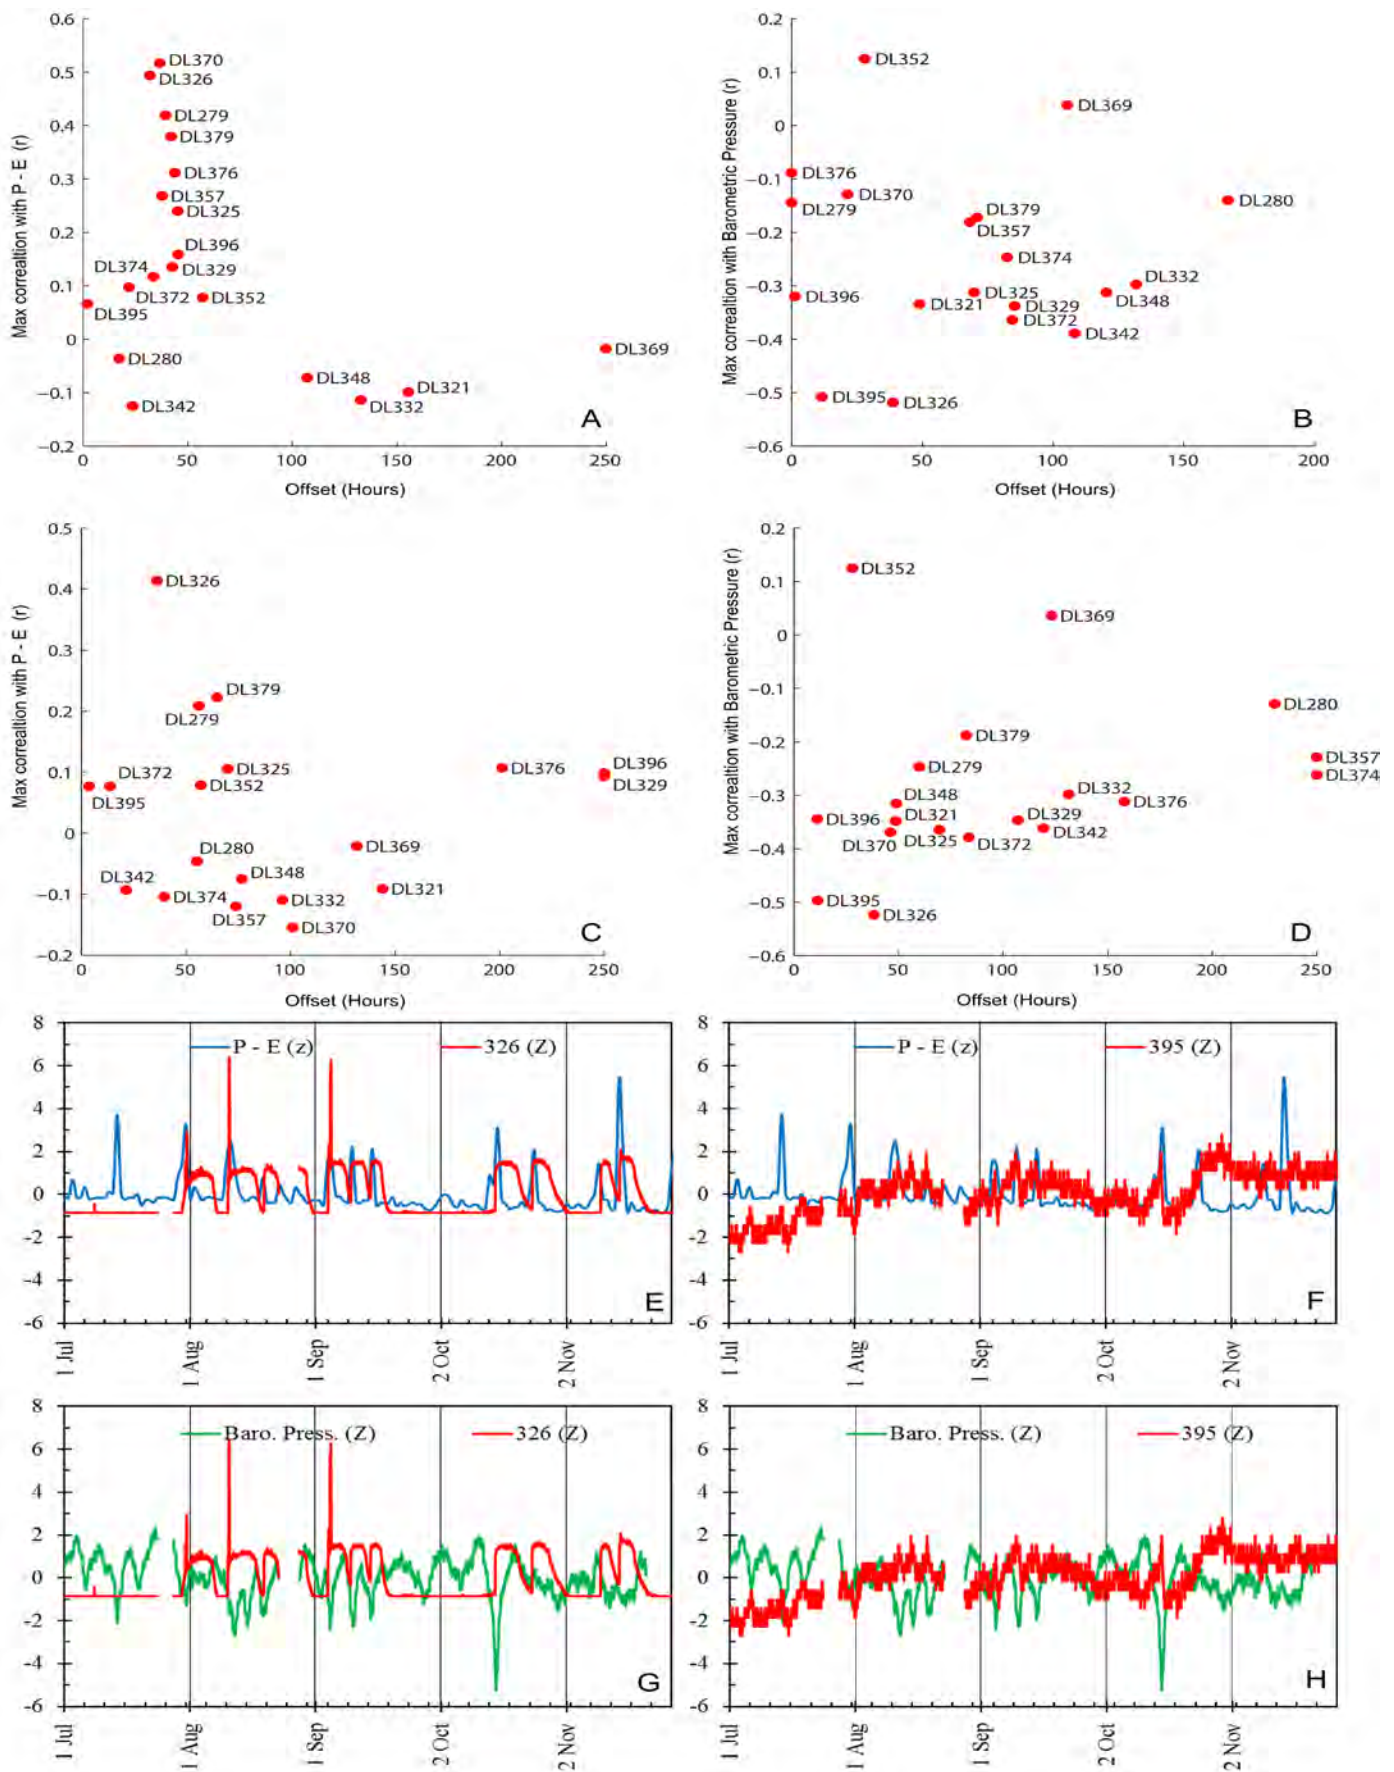 Max correaltion with P - E (r)
0.6
0.5
0.4
0.3
0.2
0.1
0
−0.1
−0.2
DL370
DL326
DL279
DL379
DL376
DL357
DL325
DL396
DL374
DL329
DL372
DL352
DL395
DL280
DL369
DL348
DL321
DL342
DL332
A
0 50 100 150 200 250
Offset (Hours)
Max correaltion with Barometric Pressure (r)
0.2
0.1
0
−0.1
−0.2
−0.3
−0.4
−0.5
−0.6
DL352
DL369
DL376
DL370
DL279
DL280
DL379
DL357
DL374
DL332
DL396
DL325
DL348
DL321
DL329
DL372
DL342
DL395
DL326
B
0 50 100 150 200
Offset (Hours)
Max correaltion with P - E (r)
0.5
0.4
0.3
0.2
0.1
0
−0.1
−0.2
DL326
DL379
DL279
DL372
DL325
DL376
DL396
DL352
DL329
DL395
DL280
DL369
DL342
DL348
DL374
DL332
DL321
DL357
DL370
C
0 50 100 150 200 250
Offset (Hours)
Max correaltion with Barometric Pressure (r)
0.2
0.1
0
−0.1
−0.2
−0.3
−0.4
−0.5
−0.6
DL352
DL369
DL280
DL379
DL357
DL279
DL374
DL348
DL332
DL376
DL396
DL321
DL329
DL370
DL325
DL372
DL342
DL395
DL326
D
0 50 100 150 200 250
Offset (Hours)
8
6
4
2
0
-2
-4
-6
P - E (z) 326 (Z)
E
1 Jul 1 Aug 1 Sep 2 Oct 2 Nov
8
6
4
2
0
-2
-4
-6
P - E (z) 395 (Z)
F
1 Jul 1 Aug 1 Sep 2 Oct 2 Nov
8
6
4
2
0
-2
-4
-6
Baro. Press. (Z) 326 (Z)
G
1 Jul 1 Aug 1 Sep 2 Oct 2 Nov
8
6
4
2
0
-2
-4
-6
Baro. Press. (Z) 395 (Z)
H
1 Jul 1 Aug 1 Sep 2 Oct 2 Nov